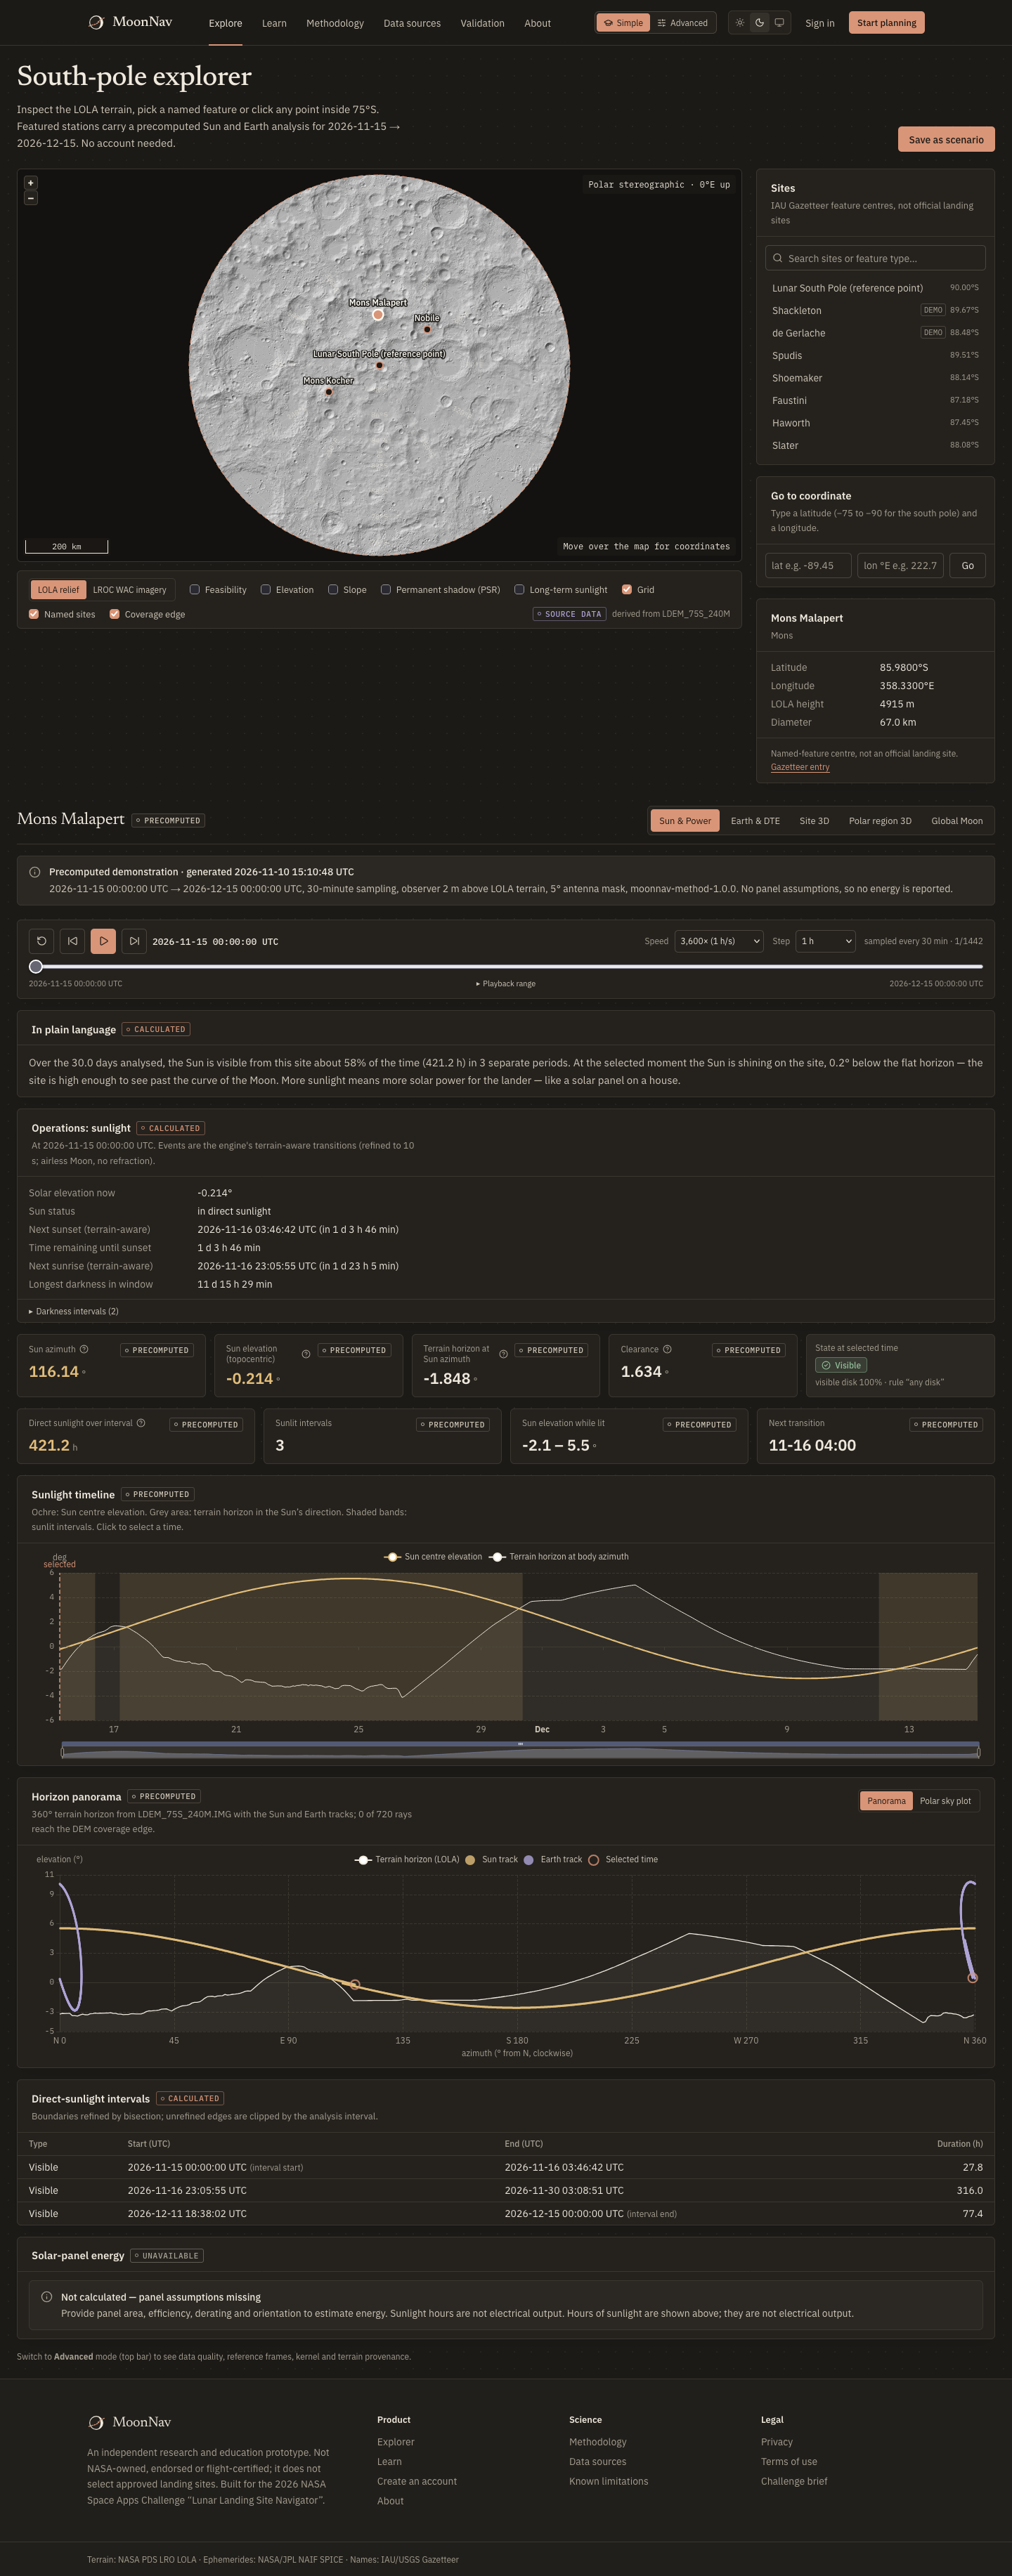 MoonNav
Explore Learn Methodology Data sources Validation About
Simple Advanced
Sign in
Start planning
South-pole explorer
Inspect the LOLA terrain, pick a named feature or click any point inside 75°S.
Featured stations carry a precomputed Sun and Earth analysis for 2026-11-15 →
2026-12-15. No account needed.
Save as scenario
+
−
Polar stereographic · 0°E up
Mons Malapert
Nobile
Lunar South Pole (reference point)
Mons Kocher
200 km
Move over the map for coordinates
LOLA relief LROC WAC imagery Feasibility Elevation Slope Permanent shadow (PSR) Long-term sunlight Grid
Named sites Coverage edge SOURCE DATA derived from LDEM_75S_240M
Sites
IAU Gazetteer feature centres, not official landing
sites
Search sites or feature type...
Lunar South Pole (reference point) 90.00°S
Shackleton DEMO 89.67°S
de Gerlache DEMO 88.48°S
Spudis 89.51°S
Shoemaker 88.14°S
Faustini 87.18°S
Haworth 87.45°S
Slater 88.08°S
Go to coordinate
Type a latitude (−75 to −90 for the south pole) and
a longitude.
lat e.g. -89.45 lon °E e.g. 222.7 Go
Mons Malapert
Mons
Latitude 85.9800°S
Longitude 358.3300°E
LOLA height 4915 m
Diameter 67.0 km
Named-feature centre, not an official landing site.
Gazetteer entry
Mons Malapert PRECOMPUTED
Sun & Power Earth & DTE Site 3D Polar region 3D Global Moon
Precomputed demonstration · generated 2026-11-10 15:10:48 UTC
2026-11-15 00:00:00 UTC → 2026-12-15 00:00:00 UTC, 30-minute sampling, observer 2 m above LOLA terrain, 5° antenna mask, moonnav-method-1.0.0. No panel assumptions, so no energy is reported.
2026-11-15 00:00:00 UTC
Speed 3,600× (1 h/s) Step 1 h sampled every 30 min · 1/1442
2026-11-15 00:00:00 UTC ▸ Playback range 2026-12-15 00:00:00 UTC
In plain language CALCULATED
Over the 30.0 days analysed, the Sun is visible from this site about 58% of the time (421.2 h) in 3 separate periods. At the selected moment the Sun is shining on the site, 0.2° below the flat horizon — the
site is high enough to see past the curve of the Moon. More sunlight means more solar power for the lander — like a solar panel on a house.
Operations: sunlight CALCULATED
At 2026-11-15 00:00:00 UTC. Events are the engine's terrain-aware transitions (refined to 10
s; airless Moon, no refraction).
Solar elevation now -0.214°
Sun status in direct sunlight
Next sunset (terrain-aware) 2026-11-16 03:46:42 UTC (in 1 d 3 h 46 min)
Time remaining until sunset 1 d 3 h 46 min
Next sunrise (terrain-aware) 2026-11-16 23:05:55 UTC (in 1 d 23 h 5 min)
Longest darkness in window 11 d 15 h 29 min
▸ Darkness intervals (2)
Sun azimuth PRECOMPUTED
116.14 °
Sun elevation
(topocentric) PRECOMPUTED
-0.214 °
Terrain horizon at
Sun azimuth PRECOMPUTED
-1.848 °
Clearance PRECOMPUTED
1.634 °
State at selected time
Visible
visible disk 100% · rule “any disk”
Direct sunlight over interval PRECOMPUTED
421.2 h
Sunlit intervals PRECOMPUTED
3
Sun elevation while lit PRECOMPUTED
-2.1 – 5.5 °
Next transition PRECOMPUTED
11-16 04:00
Sunlight timeline PRECOMPUTED
Ochre: Sun centre elevation. Grey area: terrain horizon in the Sun's direction. Shaded bands:
sunlit intervals. Click to select a time.
deg
selected
Sun centre elevation Terrain horizon at body azimuth
6
4
2
0
-2
-4
-6
17 21 25 29 Dec 3 5 9 13
Horizon panorama PRECOMPUTED
360° terrain horizon from LDEM_75S_240M.IMG with the Sun and Earth tracks; 0 of 720 rays
reach the DEM coverage edge.
Panorama Polar sky plot
elevation (°)
Terrain horizon (LOLA) Sun track Earth track Selected time
11
9
6
3
0
-3
-5
N 0 45 E 90 135 S 180 225 W 270 315 N 360
azimuth (° from N, clockwise)
Direct-sunlight intervals CALCULATED
Boundaries refined by bisection; unrefined edges are clipped by the analysis interval.
Type Start (UTC) End (UTC) Duration (h)
Visible 2026-11-15 00:00:00 UTC (interval start) 2026-11-16 03:46:42 UTC 27.8
Visible 2026-11-16 23:05:55 UTC 2026-11-30 03:08:51 UTC 316.0
Visible 2026-12-11 18:38:02 UTC 2026-12-15 00:00:00 UTC (interval end) 77.4
Solar-panel energy UNAVAILABLE
Not calculated — panel assumptions missing
Provide panel area, efficiency, derating and orientation to estimate energy. Sunlight hours are not electrical output. Hours of sunlight are shown above; they are not electrical output.
Switch to Advanced mode (top bar) to see data quality, reference frames, kernel and terrain provenance.
MoonNav
An independent research and education prototype. Not
NASA-owned, endorsed or flight-certified; it does not
select approved landing sites. Built for the 2026 NASA
Space Apps Challenge “Lunar Landing Site Navigator”.
Product
Explorer
Learn
Create an account
About
Science
Methodology
Data sources
Known limitations
Legal
Privacy
Terms of use
Challenge brief
Terrain: NASA PDS LRO LOLA · Ephemerides: NASA/JPL NAIF SPICE · Names: IAU/USGS Gazetteer